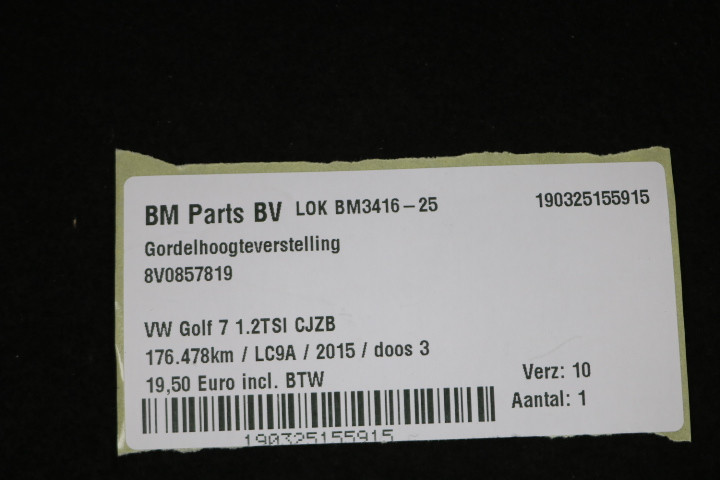 BM Parts BV LOK BM3416-25 190325155915
Gordelhoogteverstelling
8V0857819
VW Golf 7 1.2TSI CJZB
176.478km / LC9A / 2015 / doos 3
19,50 Euro incl. BTW
Verz: 10
Aantal: 1
190325155915